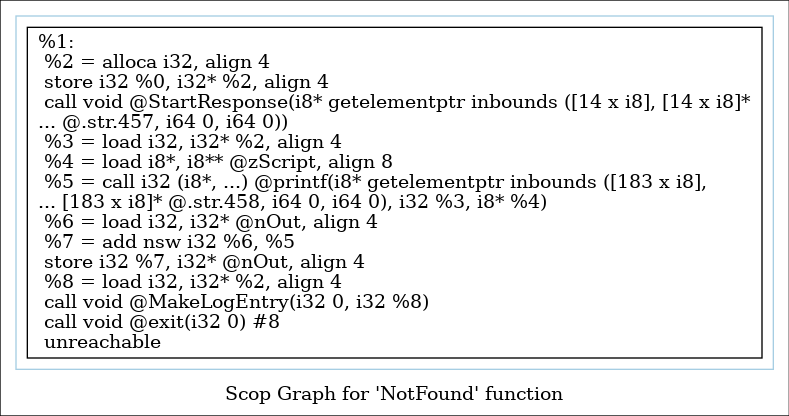 %1:
%2 = alloca i32, align 4
store i32 %0, i32* %2, align 4
call void @StartResponse(i8* getelementptr inbounds ([14 x i8], [14 x i8]*
... @.str.457, i64 0, i64 0))
%3 = load i32, i32* %2, align 4
%4 = load i8*, i8** @zScript, align 8
%5 = call i32 (i8*, ...) @printf(i8* getelementptr inbounds ([183 x i8],
... [183 x i8]* @.str.458, i64 0, i64 0), i32 %3, i8* %4)
%6 = load i32, i32* @nOut, align 4
%7 = add nsw i32 %6, %5
store i32 %7, i32* @nOut, align 4
%8 = load i32, i32* %2, align 4
call void @MakeLogEntry(i32 0, i32 %8)
call void @exit(i32 0) #8
unreachable
Scop Graph for 'NotFound' function